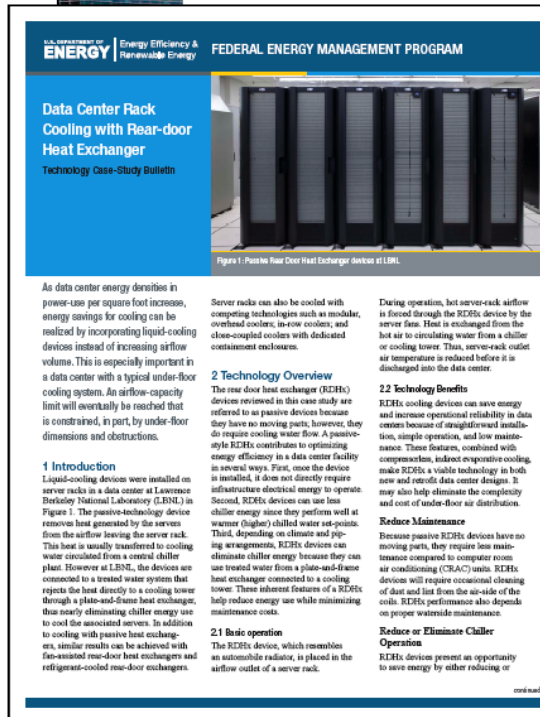 U.S. DEPARTMENT OF
ENERGY
Energy Efficiency &
Renewable Energy
FEDERAL ENERGY MANAGEMENT PROGRAM
Data Center Rack
Cooling with Rear-door
Heat Exchanger
Technology Case-Study Bulletin
Figure 1: Passive Rear Door Heat Exchanger devices at LBNL
As data center energy densities in
power-use per square foot increase,
energy savings for cooling can be
realized by incorporating liquid-cooling
devices instead of increasing airflow
volume. This is especially important in
a data center with a typical under-floor
cooling system. An airflow-capacity
limit will eventually be reached that
is constrained, in part, by under-floor
dimensions and obstructions.
1 Introduction
Liquid-cooling devices were installed on
server racks in a data center at Lawrence
Berkeley National Laboratory (LBNL) in
Figure 1. The passive-technology device
removes heat generated by the servers
from the airflow leaving the server rack.
This heat is usually transferred to cooling
water circulated from a central chiller
plant. However at LBNL, the devices are
connected to a treated water system that
rejects the heat directly to a cooling tower
through a plate-and-frame heat exchanger,
thus nearly eliminating chiller energy use
to cool the associated servers. In addition
to cooling with passive heat exchang-
ers, similar results can be achieved with
fan-assisted rear-door heat exchangers and
refrigerant-cooled rear-door exchangers.
Server racks can also be cooled with
competing technologies such as modular,
overhead coolers; in-row coolers; and
close-coupled coolers with dedicated
containment enclosures.
2 Technology Overview
The rear door heat exchanger (RDHx)
devices reviewed in this case study are
referred to as passive devices because
they have no moving parts; however, they
do require cooling water flow. A passive-
style RDHx contributes to optimizing
energy efficiency in a data center facility
in several ways. First, once the device
is installed, it does not directly require
infrastructure electrical energy to operate.
Second, RDHx devices can use less
chiller energy since they perform well at
warmer (higher) chilled water set-points.
Third, depending on climate and pip-
ing arrangements, RDHx devices can
eliminate chiller energy because they can
use treated water from a plate-and-frame
heat exchanger connected to a cooling
tower. These inherent features of a RDHx
help reduce energy use while minimizing
maintenance costs.
2.1 Basic operation
The RDHx device, which resembles
an automobile radiator, is placed in the
airflow outlet of a server rack.
During operation, hot server-rack airflow
is forced through the RDHx device by the
server fans. Heat is exchanged from the
hot air to circulating water from a chiller
or cooling tower. Thus, server-rack outlet
air temperature is reduced before it is
discharged into the data center.
2.2 Technology Benefits
RDHx cooling devices can save energy
and increase operational reliability in data
centers because of straightforward installa-
tion, simple operation, and low mainte-
nance. These features, combined with
compressorless, indirect evaporative cooling,
make RDHx a viable technology in both
new and retrofit data center designs. It
may also help eliminate the complexity
and cost of under-floor air distribution.
Reduce Maintenance
Because passive RDHx devices have no
moving parts, they require less main-
tenance compared to computer room
air conditioning (CRAC) units. RDHx
devices will require occasional cleaning
of dust and lint from the air-side of the
coils. RDHx performance also depends
on proper waterside maintenance.
Reduce or Eliminate Chiller
Operation
RDHx devices present an opportunity
to save energy by either reducing or
continued